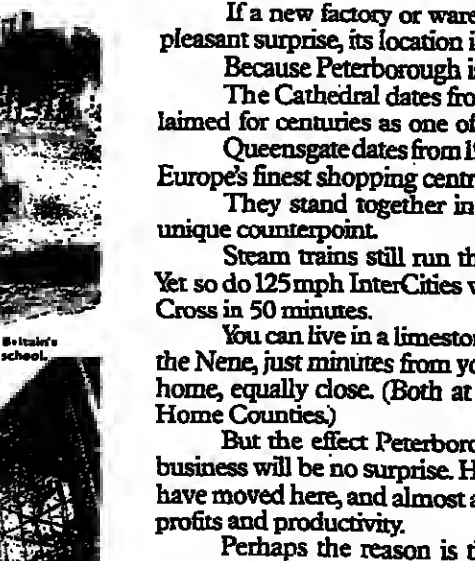 If a new factory or ware
pleasant surprise, its location i
Because Peterborough i
The Cathedral dates fro
laimed for centuries as one of
Queensgate dates from 1
Europe's finest shopping centr
They stand together in
unique counterpoint.
Steam trains still run th
Yet so do 125mph InterCities v
Cross in 50 minutes.
You can live in a limeston
the Nene, just minutes from yo
home, equally close. (Both at
Home Counties.)
But the effect Peterboro
business will be no surprise. H
have moved here, and almost a
profits and productivity.
Perhaps the reason is t
Britain's
school.